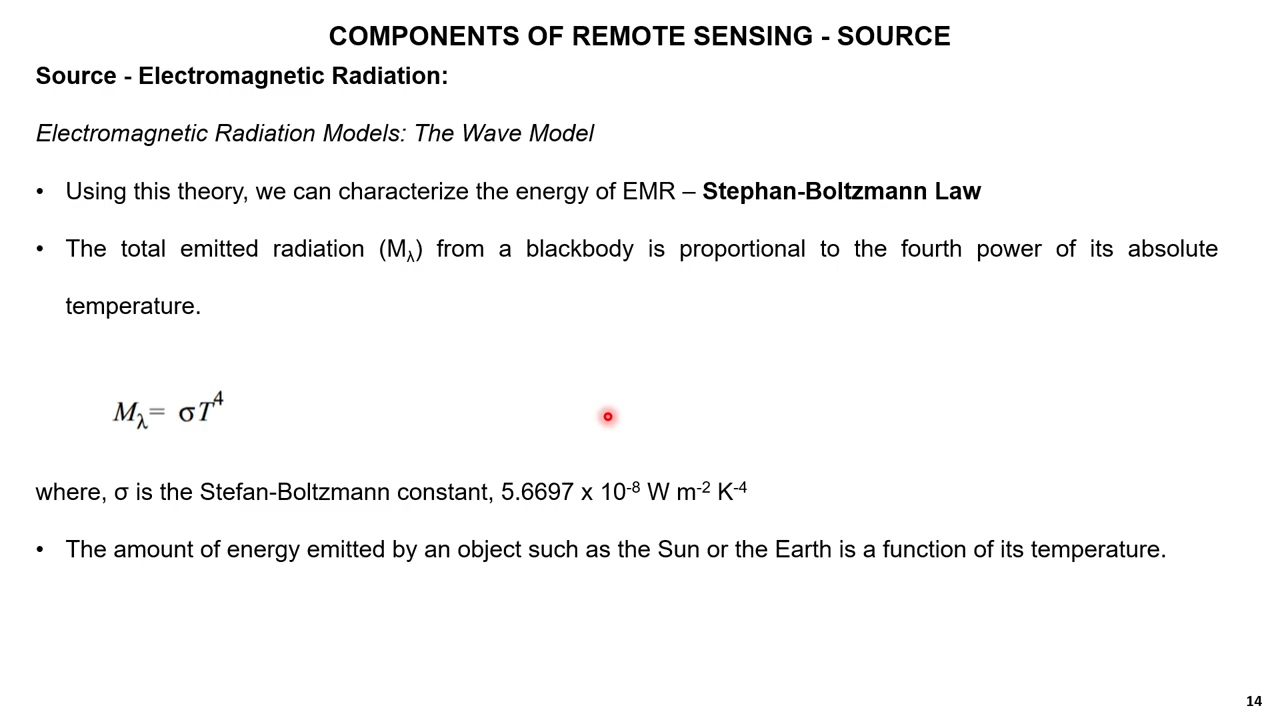 COMPONENTS OF REMOTE SENSING - SOURCE
Source - Electromagnetic Radiation:
Electromagnetic Radiation Models: The Wave Model
• Using this theory, we can characterize the energy of EMR – Stephan-Boltzmann Law
• The total emitted radiation (Mλ) from a blackbody is proportional to the fourth power of its absolute
temperature.
Mλ= σT⁴
where, σ is the Stefan-Boltzmann constant, 5.6697 x 10⁻⁸ W m⁻² K⁻⁴
• The amount of energy emitted by an object such as the Sun or the Earth is a function of its temperature.
14